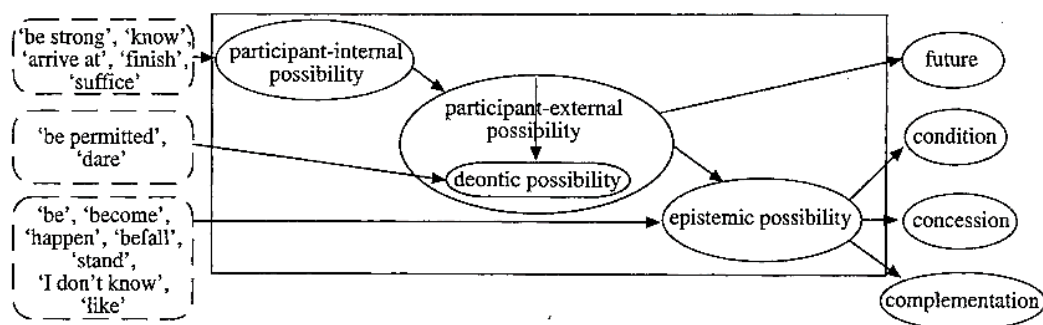 ‘be strong’, ‘know’,
‘arrive at’, ‘finish’,
‘suffice’
participant-internal
possibility
future
participant-external
possibility
‘be permitted’,
‘dare’
condition
deontic possibility
‘be’, ‘become’,
‘happen’, ‘befall’,
‘stand’,
‘I don't know’,
‘like’
epistemic possibility
concession
complementation